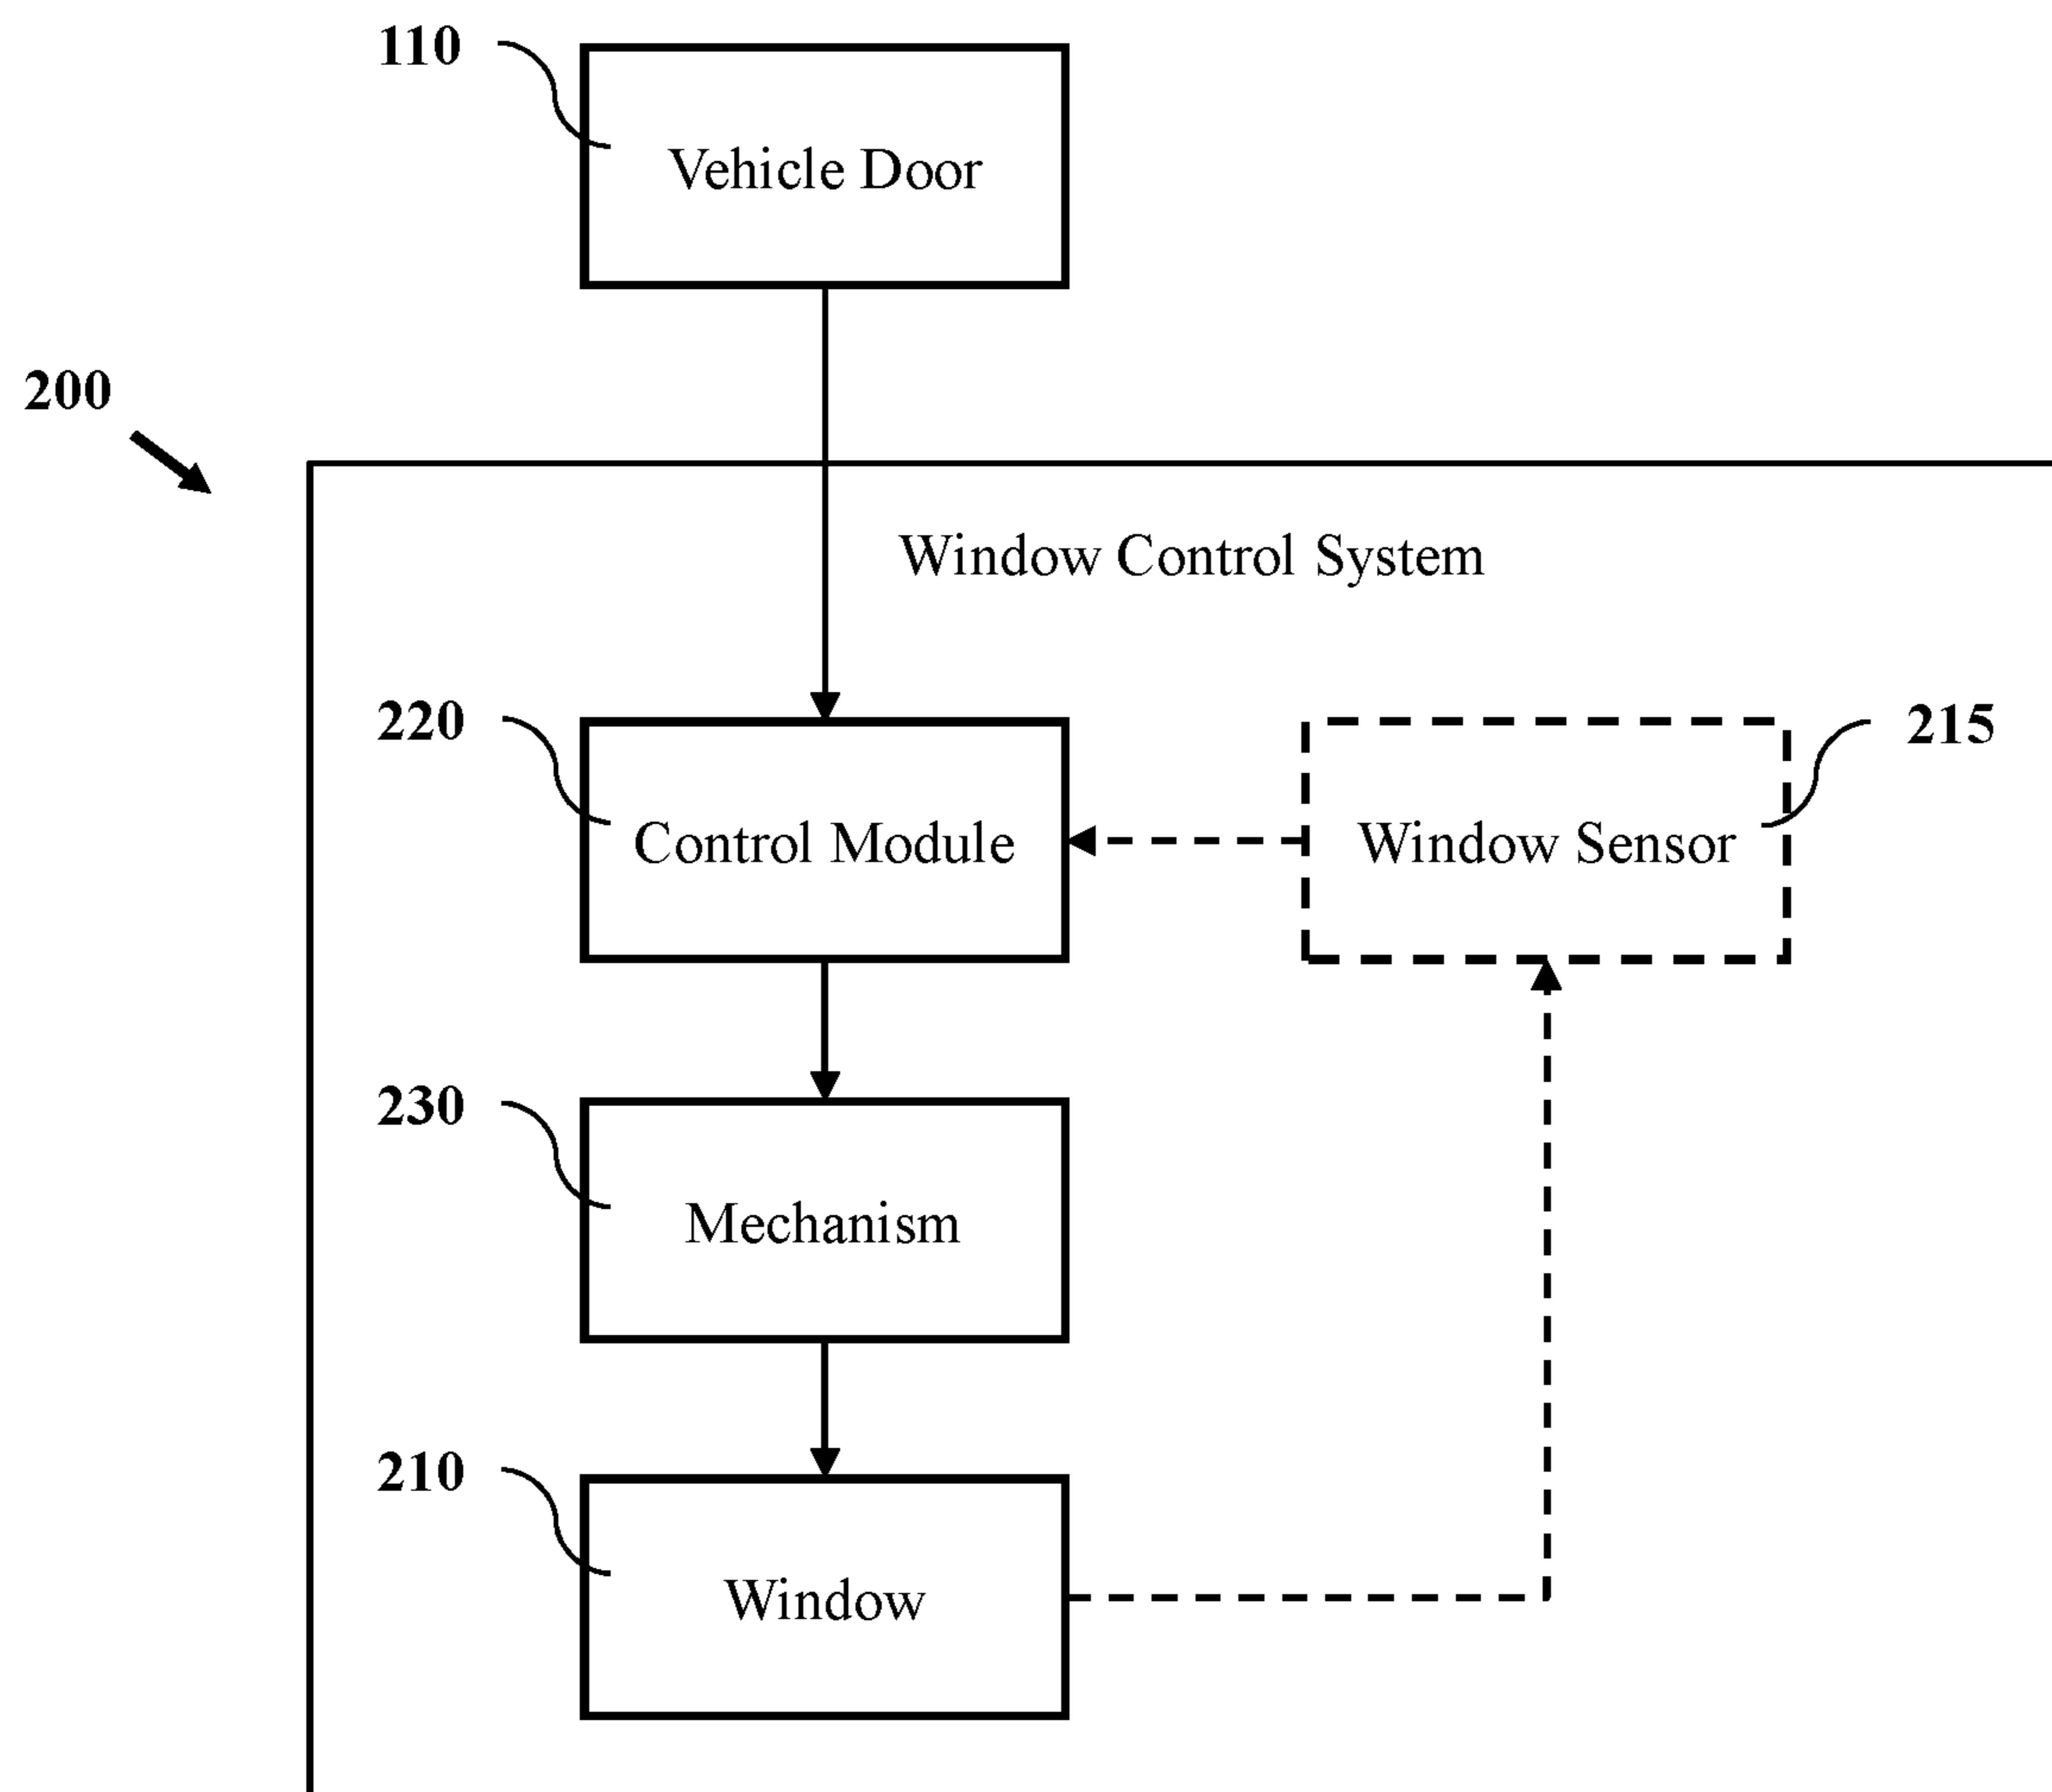 110
Vehicle Door
200
Window Control System
220
215
Control Module
Window Sensor
230
Mechanism
210
Window